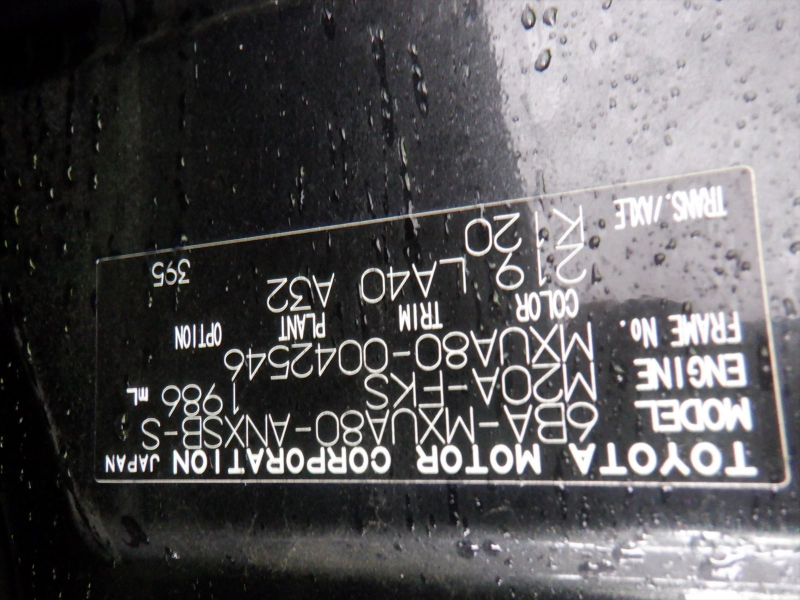 TOYOTA MOTOR CORPORATION JAPAN
MODEL 6BA-MXUA80-ANXSB-S
ENGINE M20A-FKS 1986 mL
FRAME No. MXUA80-0042546
COLOR TRIM PLANT OPTION
219 LA40 A32 395
TRANS./AXLE K120